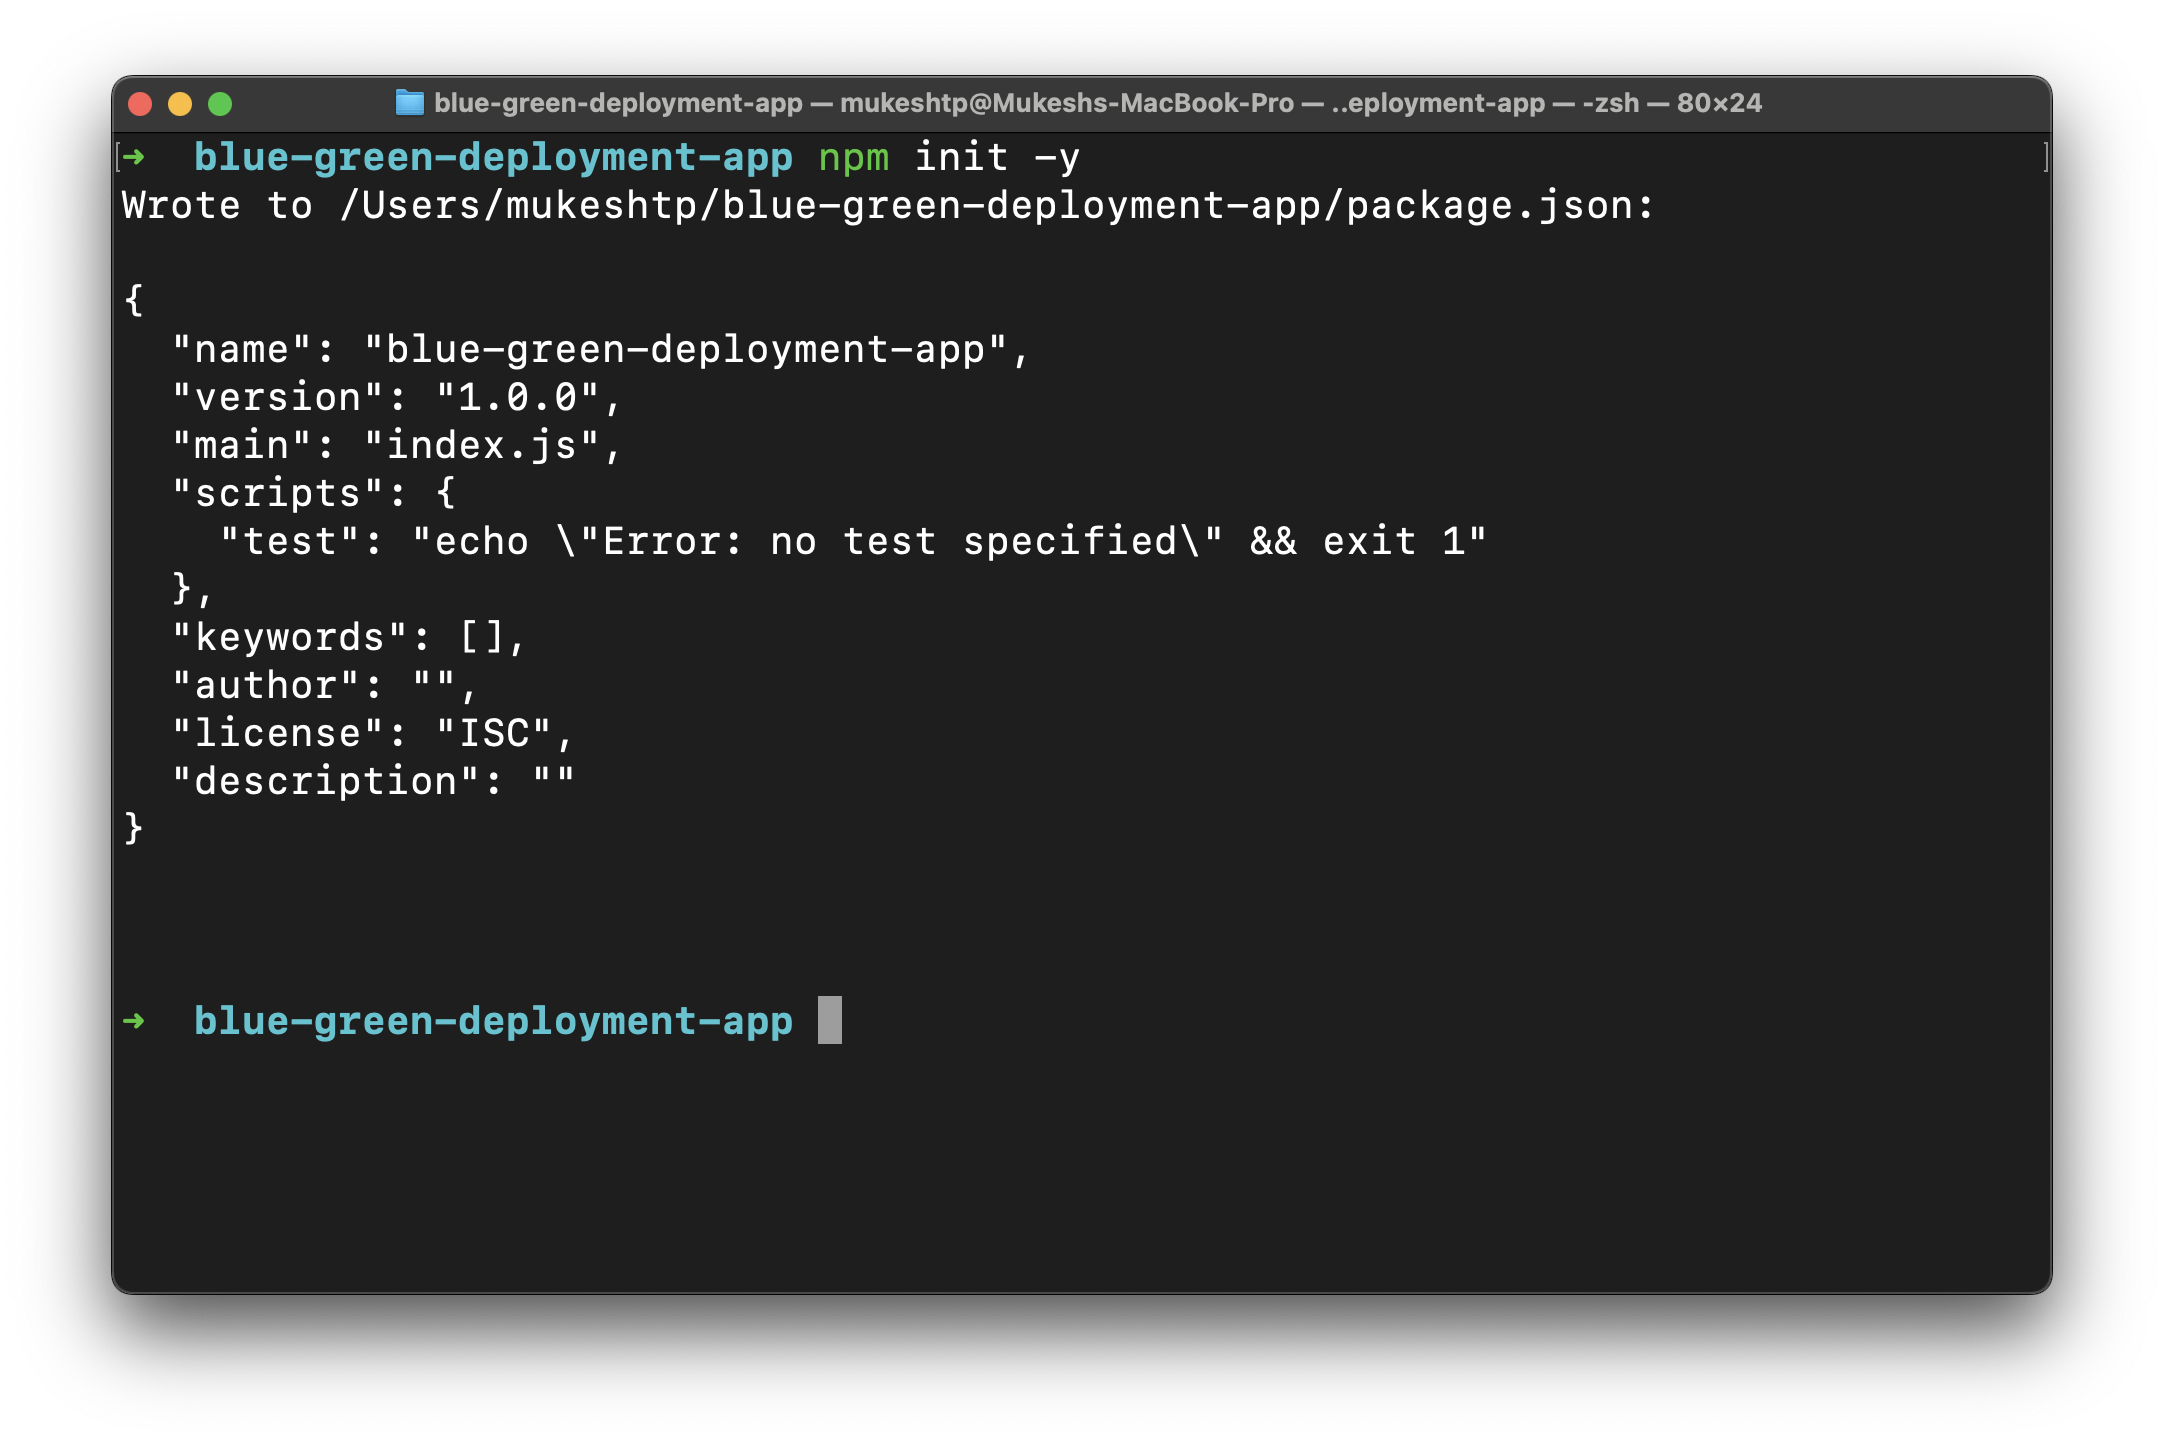 blue-green-deployment-app — mukeshtp@Mukeshs-MacBook-Pro — ..eployment-app — -zsh — 80×24
[➜  blue-green-deployment-app npm init -y ]
Wrote to /Users/mukeshtp/blue-green-deployment-app/package.json:
{
  "name": "blue-green-deployment-app",
  "version": "1.0.0",
  "main": "index.js",
  "scripts": {
    "test": "echo \"Error: no test specified\" && exit 1"
  },
  "keywords": [],
  "author": "",
  "license": "ISC",
  "description": ""
}
➜  blue-green-deployment-app